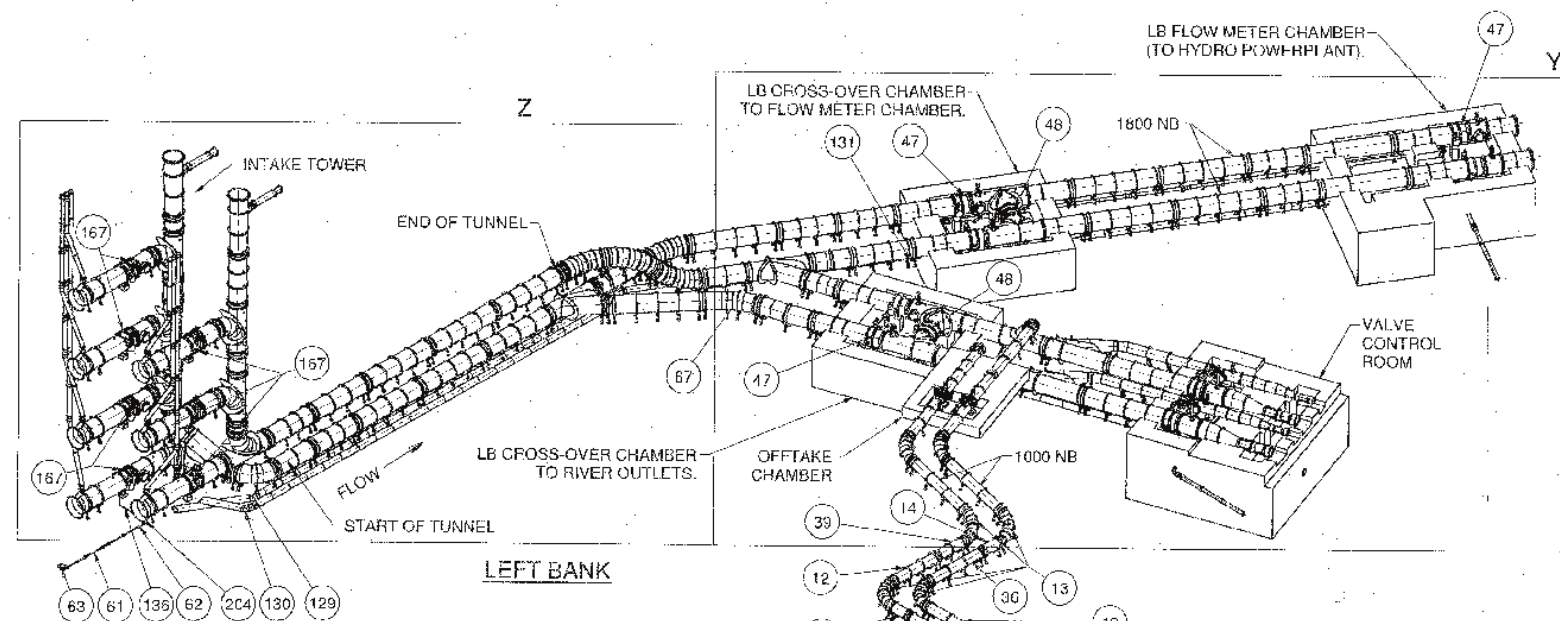 LB FLOW METER CHAMBER
(TO HYDRO POWERPLANT).
47
Y
Z
LB CROSS-OVER CHAMBER
TO FLOW METER CHAMBER.
48
1800 NB
131
47
INTAKE TOWER
END OF TUNNEL
167
48
VALVE
CONTROL
ROOM
167
67
47
LB CROSS-OVER CHAMBER
TO RIVER OUTLETS.
OFFTAKE
CHAMBER
1000 NB
167
FLOW
START OF TUNNEL
14
39
LEFT BANK
12
13
36
63
61
136
62
204
130
129